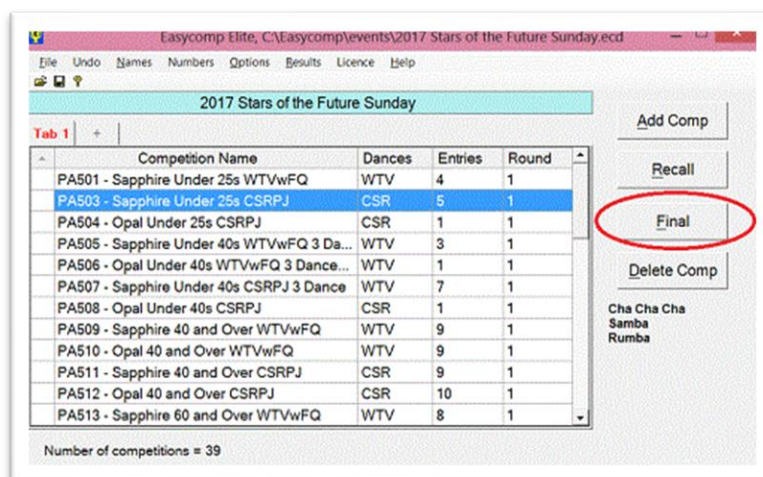 Easycomp Elite, C:\Easycomp\events\2017 Stars of the Future Sunday.ecd
File Undo Names Numbers Options Results Licence Help
2017 Stars of the Future Sunday
Tab 1 +
Competition Name Dances Entries Round
PA501 - Sapphire Under 25s WTVwFQ WTV 4 1
PA503 - Sapphire Under 25s CSRPJ CSR 5 1
PA504 - Opal Under 25s CSRPJ CSR 1 1
PA505 - Sapphire Under 40s WTVwFQ 3 Da... WTV 3 1
PA506 - Opal Under 40s WTVwFQ 3 Dance... WTV 1 1
PA507 - Sapphire Under 40s CSRPJ 3 Dance WTV 7 1
PA508 - Opal Under 40s CSRPJ CSR 1 1
PA509 - Sapphire 40 and Over WTVwFQ WTV 9 1
PA510 - Opal 40 and Over WTVwFQ WTV 9 1
PA511 - Sapphire 40 and Over CSRPJ CSR 9 1
PA512 - Opal 40 and Over CSRPJ CSR 10 1
PA513 - Sapphire 60 and Over WTVwFQ WTV 8 1
Number of competitions = 39
Add Comp
Recall
Final
Delete Comp
Cha Cha Cha
Samba
Rumba